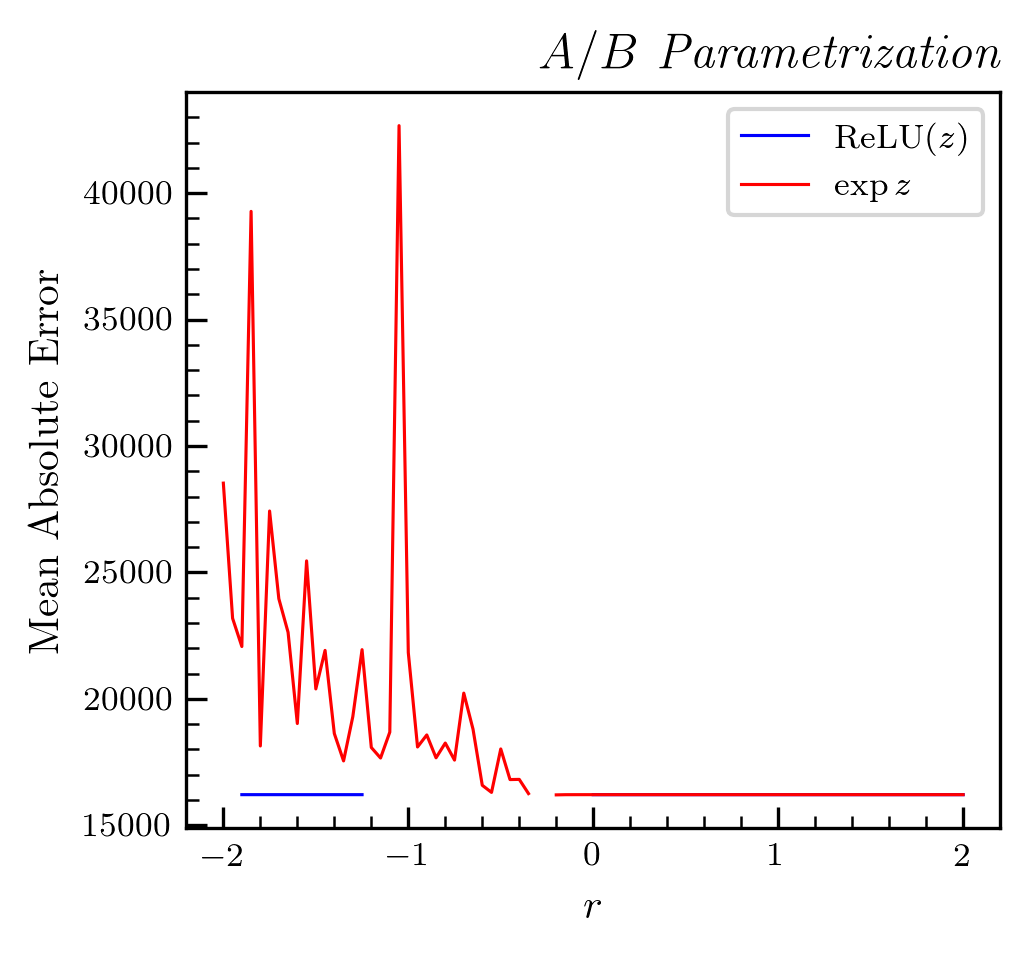 A/B Parametrization
ReLU(z)
exp z
Mean Absolute Error
40000
35000
30000
25000
20000
15000
−2
−1
0
1
2
r